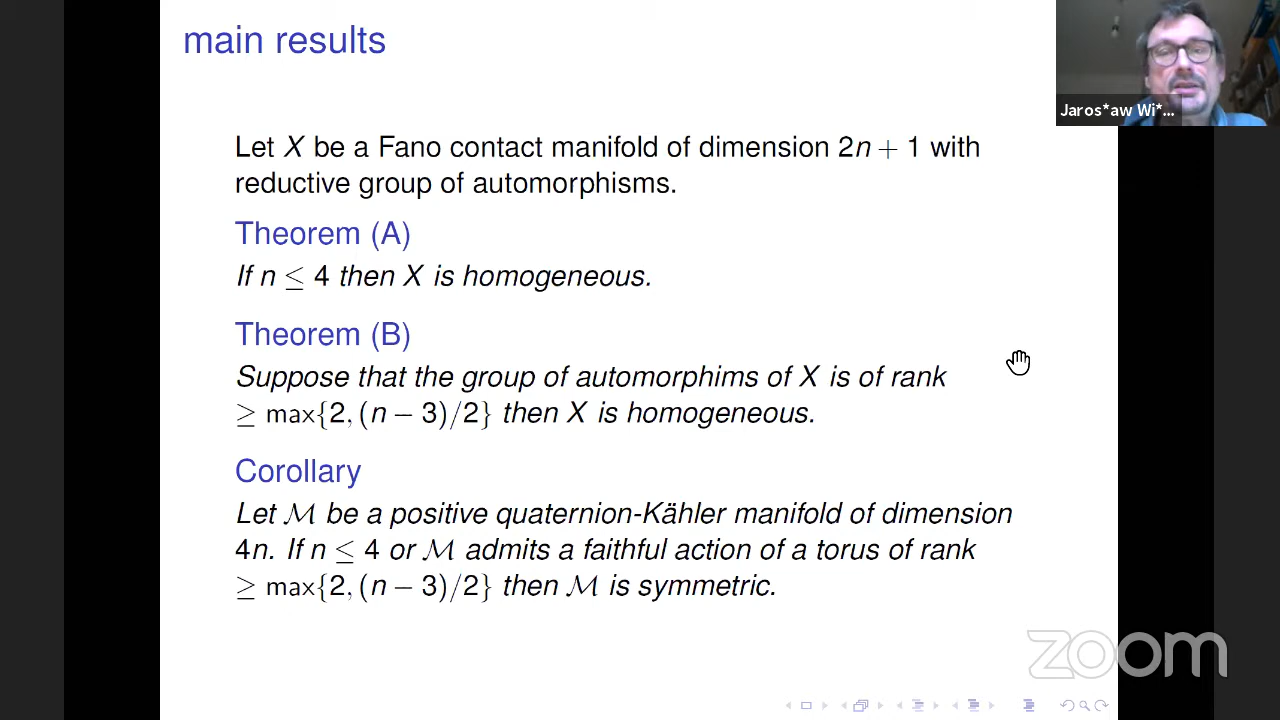 main results
Let X be a Fano contact manifold of dimension 2n + 1 with
reductive group of automorphisms.
Theorem (A)
If n ≤ 4 then X is homogeneous.
Theorem (B)
Suppose that the group of automorphims of X is of rank
≥ max{2, (n − 3)/2} then X is homogeneous.
Corollary
Let ℳ be a positive quaternion-Kähler manifold of dimension
4n. If n ≤ 4 or ℳ admits a faithful action of a torus of rank
≥ max{2, (n − 3)/2} then ℳ is symmetric.
Jaros*aw Wi*...
zoom